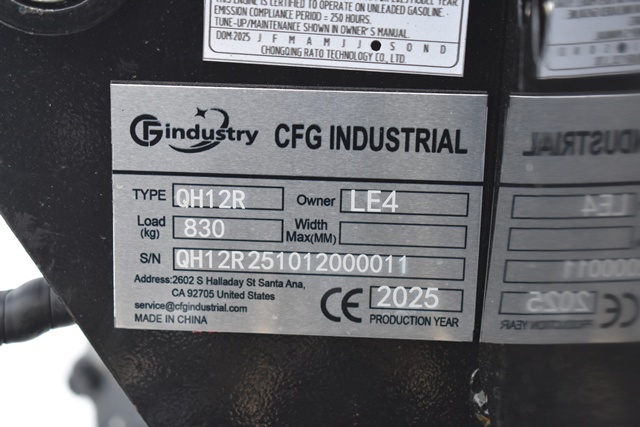 THIS ENGINE IS CERTIFIED TO OPERATE ON UNLEADED GASOLINE.
EMISSION COMPLIANCE PERIOD = 250 HOURS.
TUNE-UP/MAINTENANCE SHOWN IN OWNER'S MANUAL.
DOM:2025 J F M A M J J S O N D
CHONGQING RATO TECHNOLOGY CO., LTD.
CFG industry CFG INDUSTRIAL
TYPE QH12R Owner LE4
Load (kg) 830 Width Max(MM)
S/N QH12R251012000011
Address:2602 S Halladay St Santa Ana,
CA 92705 United States
service@cfgindustrial.com
MADE IN CHINA
CE 2025
PRODUCTION YEAR